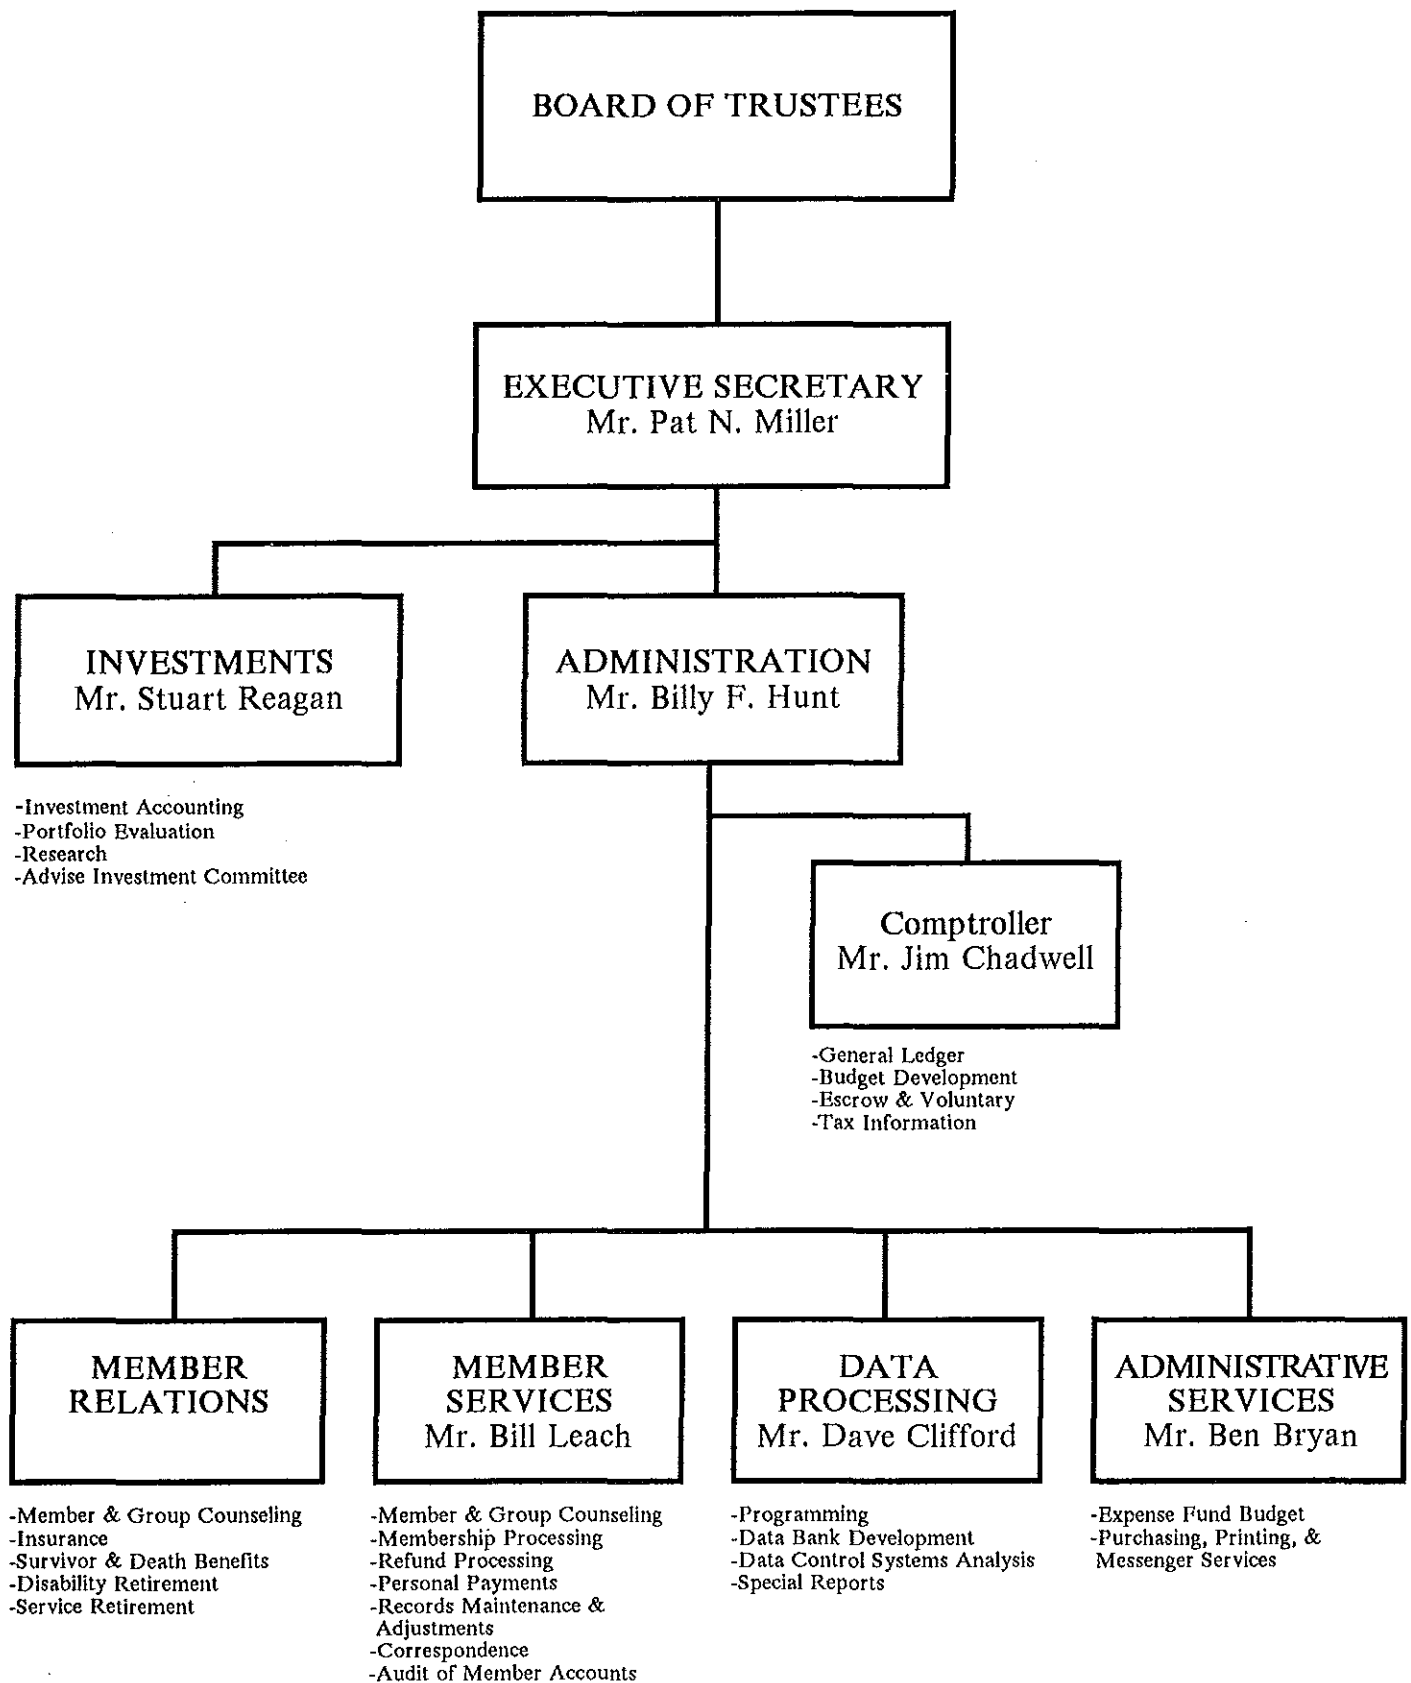 BOARD OF TRUSTEES
EXECUTIVE SECRETARY
Mr. Pat N. Miller
INVESTMENTS
Mr. Stuart Reagan
-Investment Accounting
-Portfolio Evaluation
-Research
-Advise Investment Committee
ADMINISTRATION
Mr. Billy F. Hunt
Comptroller
Mr. Jim Chadwell
-General Ledger
-Budget Development
-Escrow & Voluntary
-Tax Information
MEMBER
RELATIONS
-Member & Group Counseling
-Insurance
-Survivor & Death Benefits
-Disability Retirement
-Service Retirement
MEMBER
SERVICES
Mr. Bill Leach
-Member & Group Counseling
-Membership Processing
-Refund Processing
-Personal Payments
-Records Maintenance &
Adjustments
-Correspondence
-Audit of Member Accounts
DATA
PROCESSING
Mr. Dave Clifford
-Programming
-Data Bank Development
-Data Control Systems Analysis
-Special Reports
ADMINISTRATIVE
SERVICES
Mr. Ben Bryan
-Expense Fund Budget
-Purchasing, Printing, &
Messenger Services